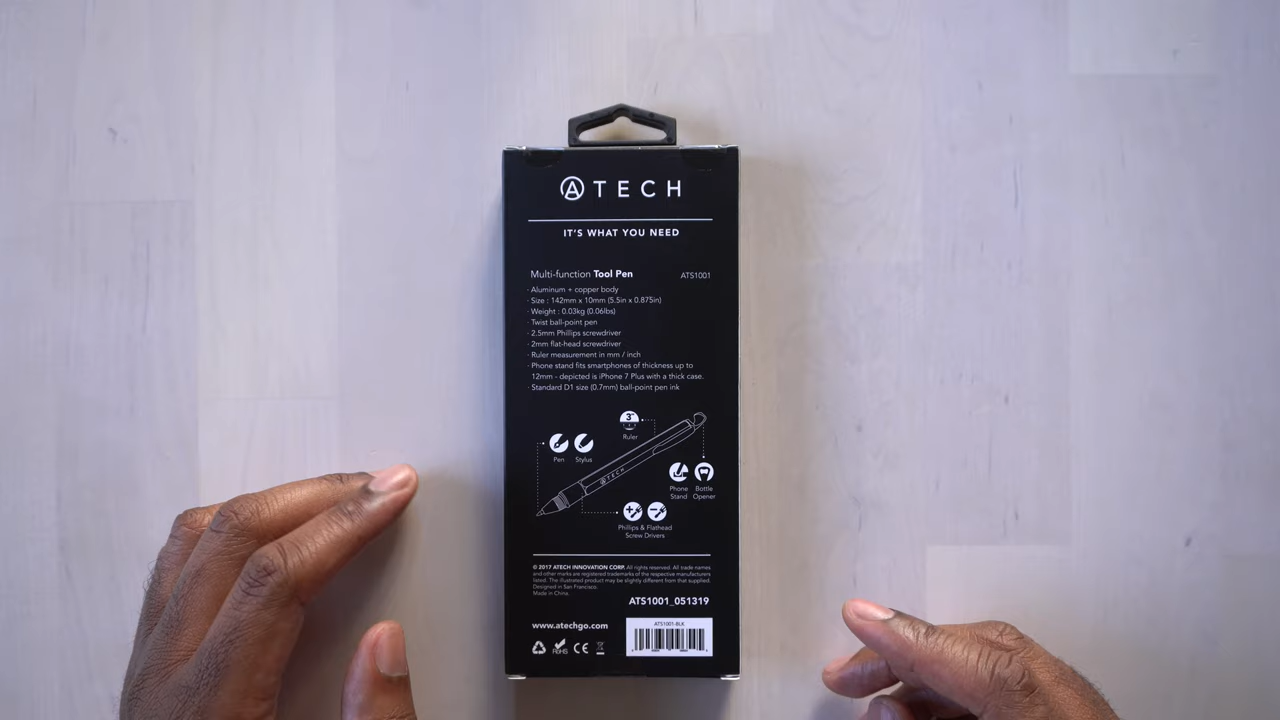 ATECH
IT'S WHAT YOU NEED
Multi-function Tool Pen ATS1001
· Aluminum + copper body
· Size : 142mm x 10mm (5.5in x 0.875in)
· Weight : 0.03kg (0.06lbs)
· Twist ball-point pen
· 2.5mm Phillips screwdriver
· 2mm flat-head screwdriver
· Ruler measurement in mm / inch
· Phone stand fits smartphones of thickness up to
12mm - depicted is iPhone 7 Plus with a thick case.
· Standard D1 size (0.7mm) ball-point pen ink
3"
Ruler
Pen Stylus
ATECH
Phone
Stand
Bottle
Opener
Phillips & Flathead
Screw Drivers
© 2017 ATECH INNOVATION CORP. All rights reserved. All trade names
and other marks are registered trademarks of the respective manufacturers
listed. The illustrated product may be slightly different from that supplied.
Designed in San Francisco.
Made in China.
ATS1001_051319
www.atechgo.com
ATS1001-BLK
RoHS CE